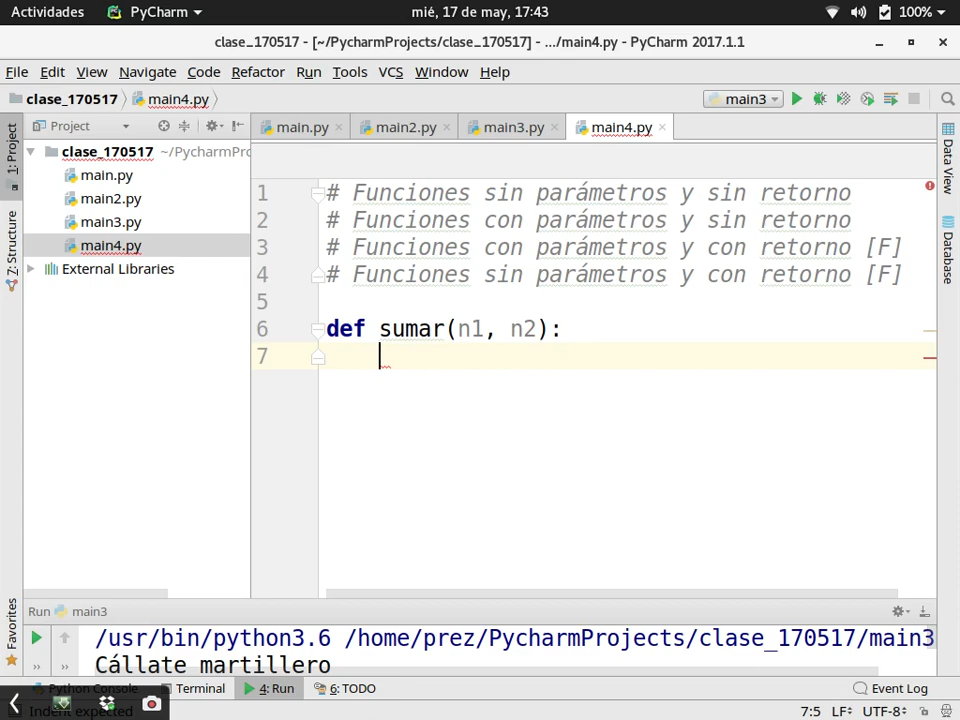 Actividades PyCharm mié, 17 de may, 17:43 100%
clase_170517 - [~/PycharmProjects/clase_170517] - .../main4.py - PyCharm 2017.1.1
File Edit View Navigate Code Refactor Run Tools VCS Window Help
clase_170517 main4.py main3
Project main.py main2.py main3.py main4.py
1: Project
7: Structure
Favorites
Data View
Database
clase_170517 ~/PycharmPro
main.py
main2.py
main3.py
main4.py
External Libraries
1 # Funciones sin parámetros y sin retorno
2 # Funciones con parámetros y sin retorno
3 # Funciones con parámetros y con retorno [F]
4 # Funciones sin parámetros y con retorno [F]
5
6 def sumar(n1, n2):
7
Run main3
/usr/bin/python3.6 /home/prez/PycharmProjects/clase_170517/main3
Cállate martillero
Python Console Terminal 4: Run 6: TODO Event Log
Indent expected 7:5 LF UTF-8